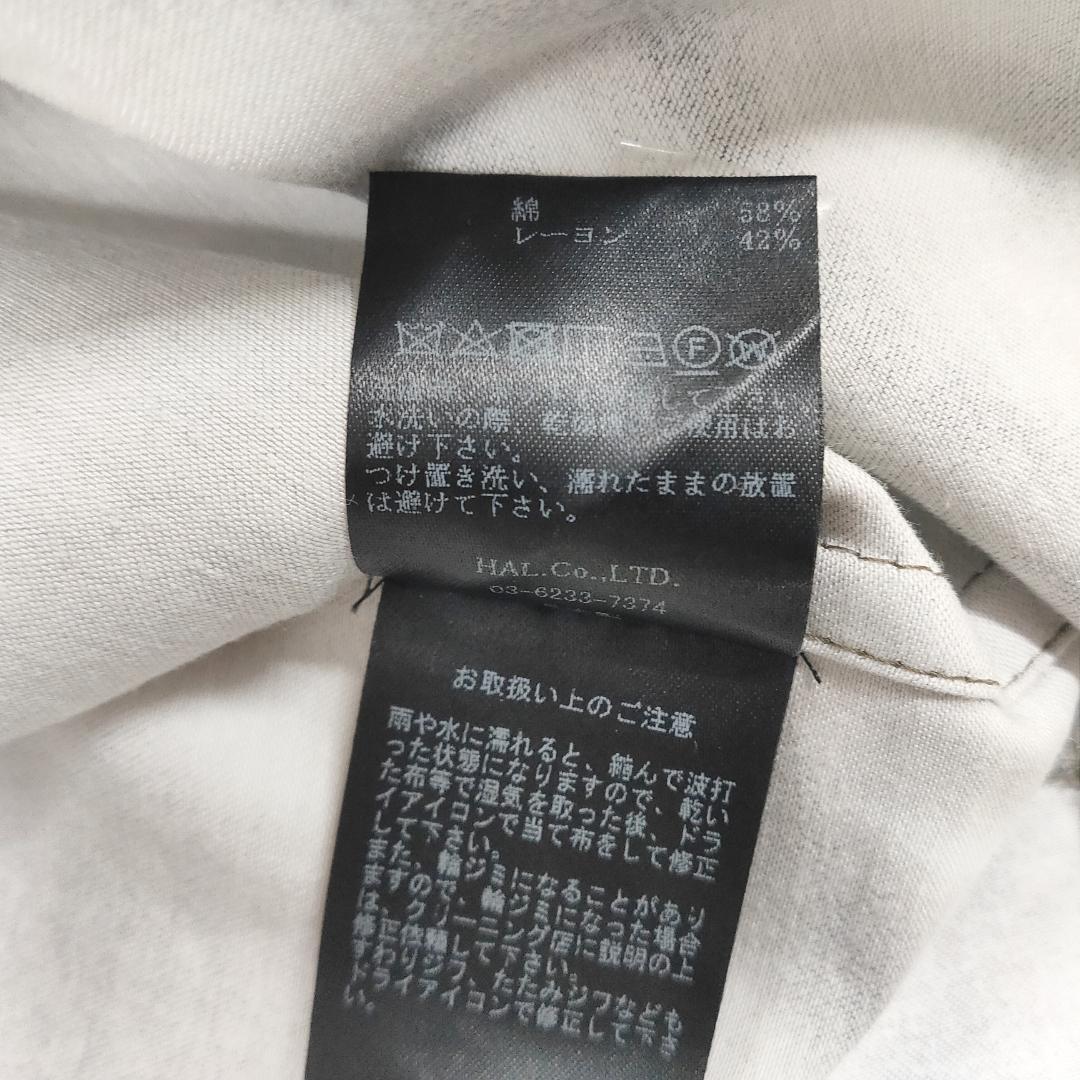 綿 58%
レーヨン 42%
F W
して下さい。
水洗いの際、 使用はお
避け下さい。
つけ置き洗い、濡れたままの放置
は避けて下さい。
HAL.Co.,LTD.
03-6233-7374
お取扱い上のご注意
雨や水に濡れると、縮んで波打
った状態になりますので、乾い
た布等で湿気を取った後、ドラ
イアイロンで当て布をして修正
して下さい。
また、輪ジミになることがあり
ますので、輪ジミになった場合
はクリーニング店に説明の上
修正依頼して下さい。
すわりジワ、たたみジワなども
ドライアイロンで修正して下さ
い。